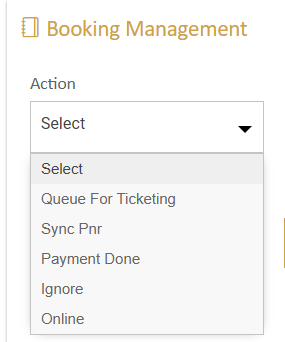 Booking Management
Action
Select
Select
Queue For Ticketing
Sync Pnr
Payment Done
Ignore
Online